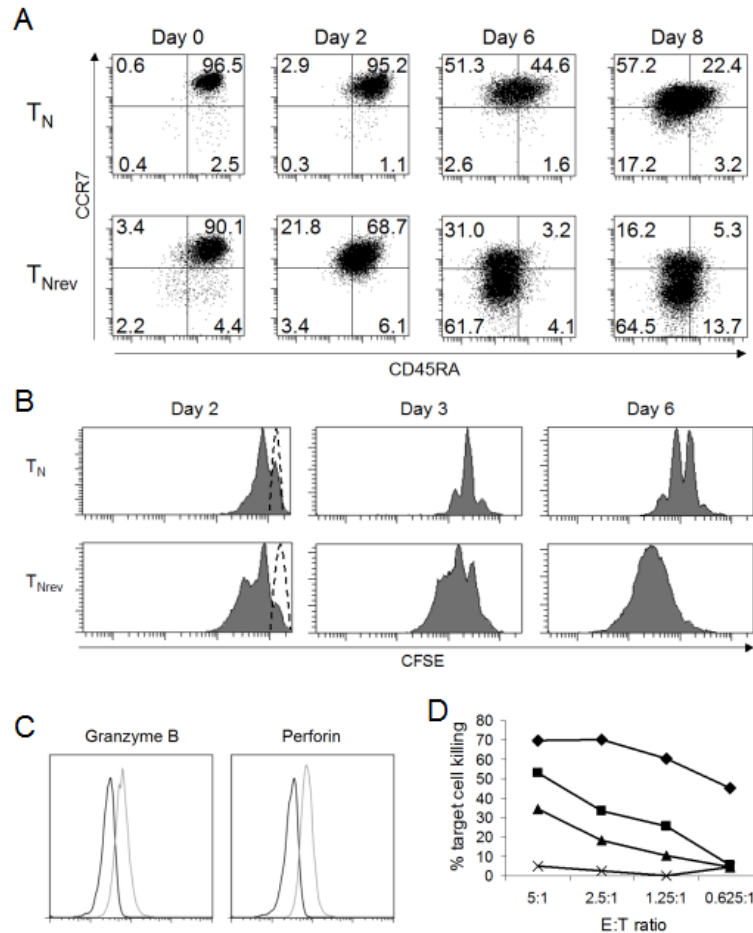 A
Day 0 Day 2 Day 6 Day 8
TN
0.6 96.5 2.9 95.2 51.3 44.6 57.2 22.4
0.4 2.5 0.3 1.1 2.6 1.6 17.2 3.2
CCR7
TNrev
3.4 90.1 21.8 68.7 31.0 3.2 16.2 5.3
2.2 4.4 3.4 6.1 61.7 4.1 64.5 13.7
CD45RA
B
Day 2 Day 3 Day 6
TN
TNrev
CFSE
C
Granzyme B Perforin
D
% target cell killing
80
70
60
50
40
30
20
10
0
5:1 2.5:1 1.25:1 0.625:1
E:T ratio